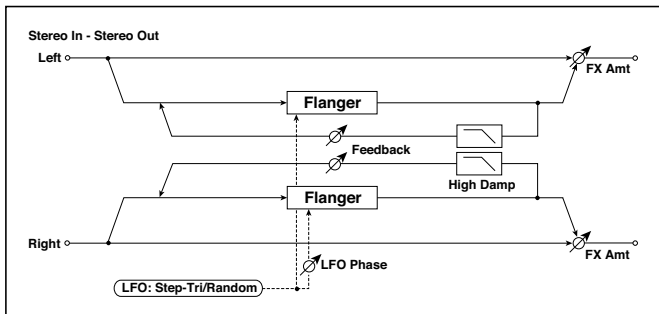 Stereo In - Stereo Out
Left
FX Amt
Flanger
Feedback
High Damp
Flanger
Right
LFO Phase
FX Amt
LFO: Step-Tri/Random